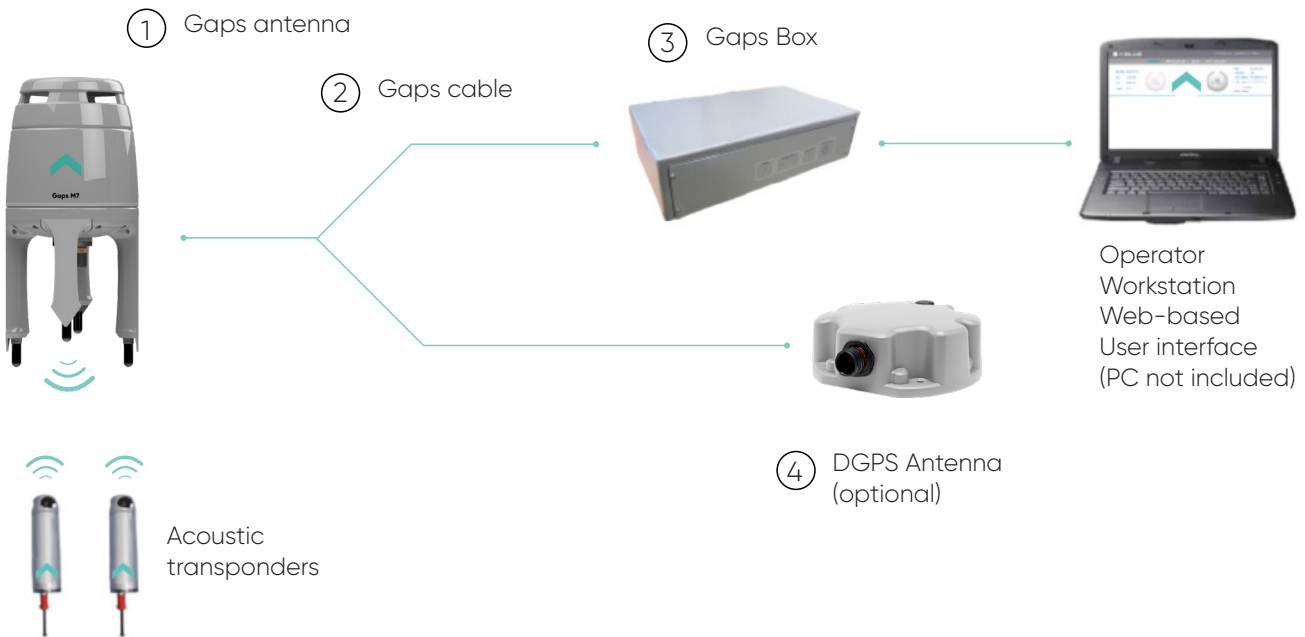 1 Gaps antenna
2 Gaps cable
3 Gaps Box
Gaps M7
Operator
Workstation
Web-based
User interface
(PC not included)
4 DGPS Antenna
(optional)
Acoustic
transponders